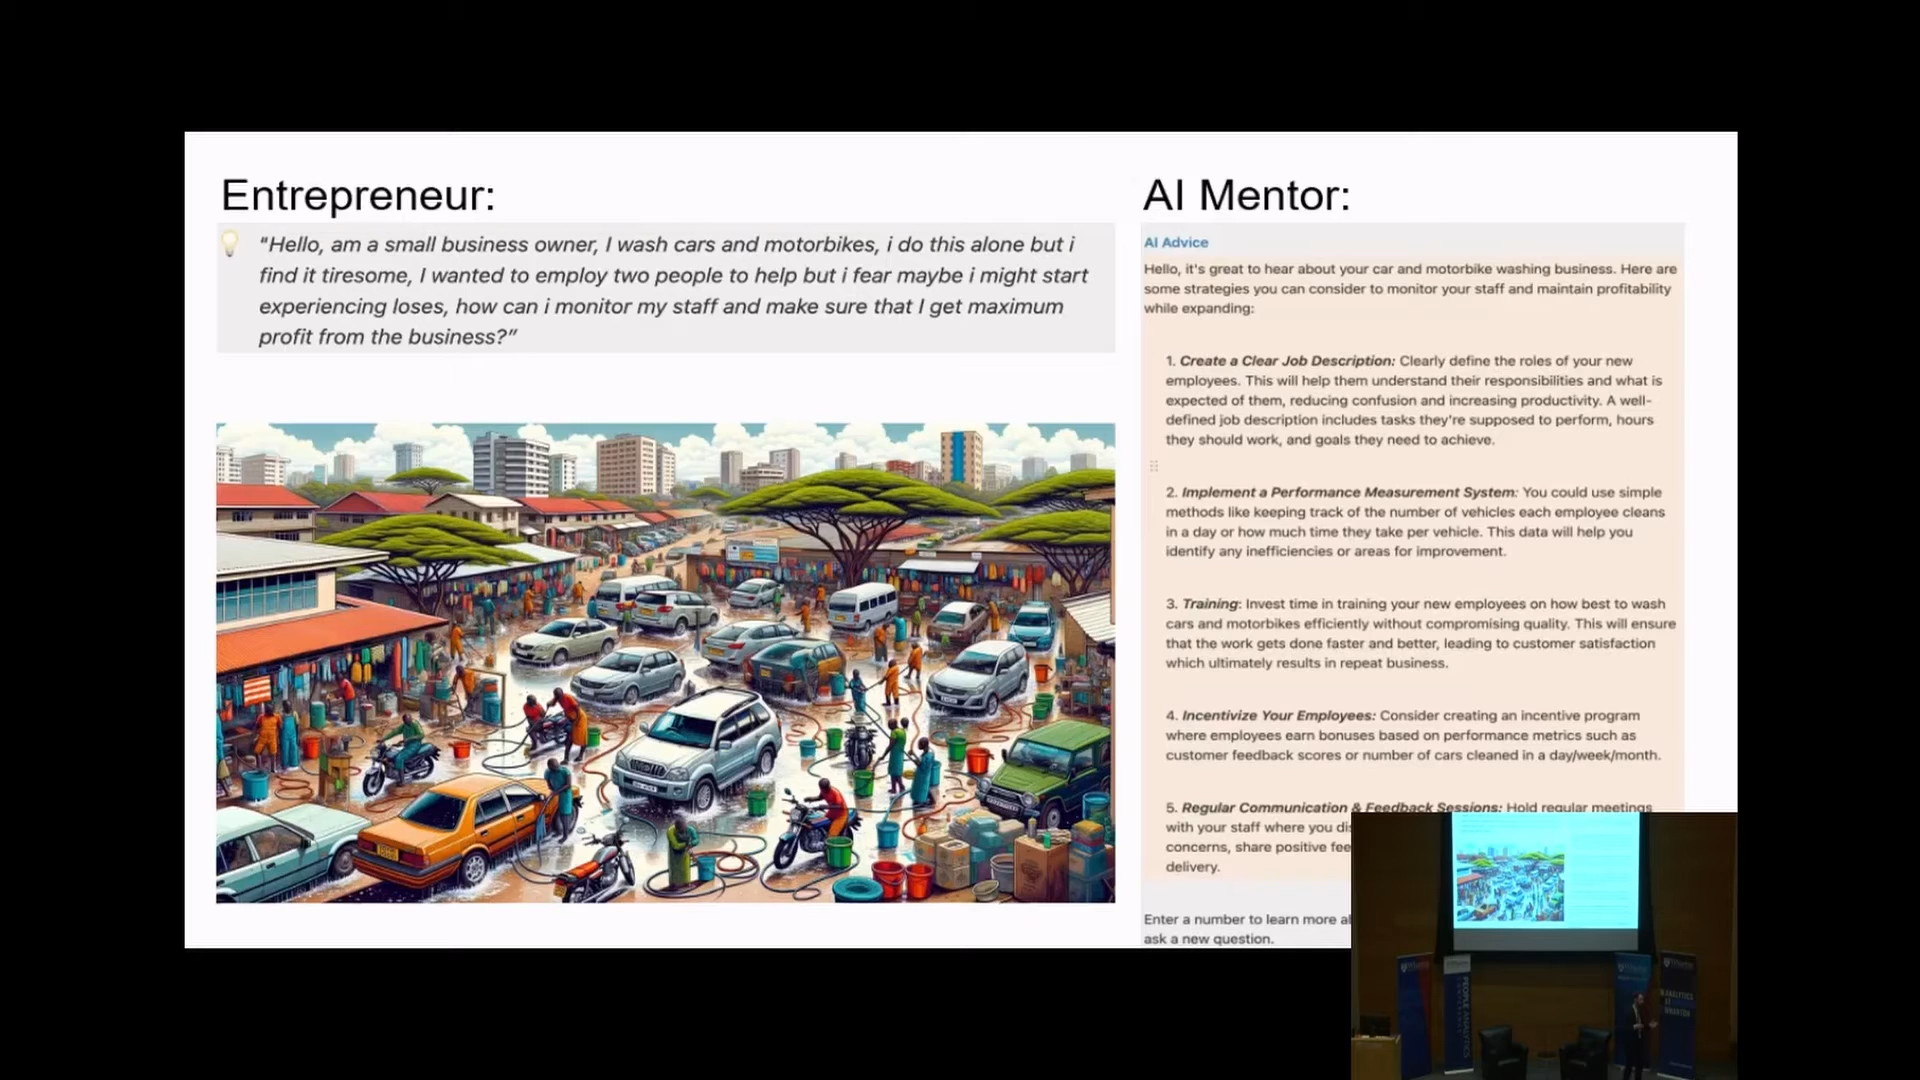 Entrepreneur:
"Hello, am a small business owner, I wash cars and motorbikes, i do this alone but i
find it tiresome, I wanted to employ two people to help but i fear maybe i might start
experiencing loses, how can i monitor my staff and make sure that I get maximum
profit from the business?"
AI Mentor:
AI Advice
Hello, it's great to hear about your car and motorbike washing business. Here are
some strategies you can consider to monitor your staff and maintain profitability
while expanding:
1. Create a Clear Job Description: Clearly define the roles of your new
employees. This will help them understand their responsibilities and what is
expected of them, reducing confusion and increasing productivity. A well-
defined job description includes tasks they're supposed to perform, hours
they should work, and goals they need to achieve.
2. Implement a Performance Measurement System: You could use simple
methods like keeping track of the number of vehicles each employee cleans
in a day or how much time they take per vehicle. This data will help you
identify any inefficiencies or areas for improvement.
3. Training: Invest time in training your new employees on how best to wash
cars and motorbikes efficiently without compromising quality. This will ensure
that the work gets done faster and better, leading to customer satisfaction
which ultimately results in repeat business.
4. Incentivize Your Employees: Consider creating an incentive program
where employees earn bonuses based on performance metrics such as
customer feedback scores or number of cars cleaned in a day/week/month.
5. Regular Communication & Feedback Sessions: Hold regular meetings
with your staff where you
concerns, share positive
delivery.
Enter a number to learn more
ask a new question.
PEOPLE ANALYTICS
ANALYTICS
WHARTON